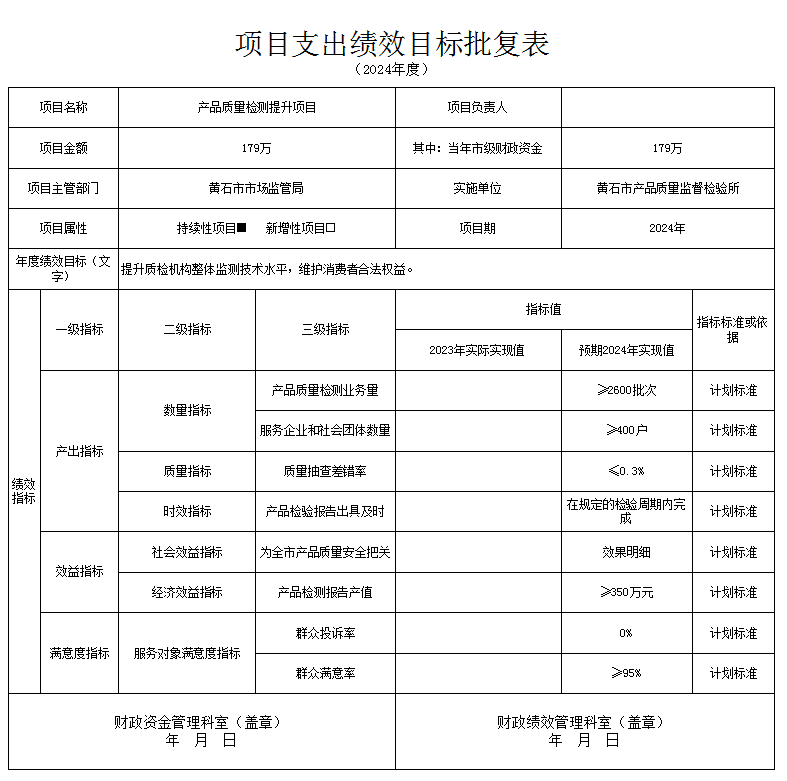 项目支出绩效目标批复表
（2024年度）
项目名称 产品质量检测提升项目 项目负责人
项目金额 179万 其中：当年市级财政资金 179万
项目主管部门 黄石市市场监管局 实施单位 黄石市产品质量监督检验所
项目属性 持续性项目■ 新增性项目□ 项目期 2024年
年度绩效目标（文
字） 提升质检机构整体监测技术水平，维护消费者合法权益。
绩效
指标
一级指标 二级指标 三级指标 指标值 指标标准或依
据
2023年实际实现值 预期2024年实现值
产出指标 数量指标 产品质量检测业务量 ≥2600批次 计划标准
服务企业和社会团体数量 ≥400户 计划标准
质量指标 质量抽查差错率 ≤0.3% 计划标准
时效指标 产品检验报告出具及时 在规定的检验周期内完
成 计划标准
效益指标 社会效益指标 为全市产品质量安全把关 效果明细 计划标准
经济效益指标 产品检测报告产值 ≥350万元 计划标准
满意度指标 服务对象满意度指标 群众投诉率 0% 计划标准
群众满意率 ≥95% 计划标准
财政资金管理科室（盖章） 财政绩效管理科室（盖章）
年 月 日 年 月 日